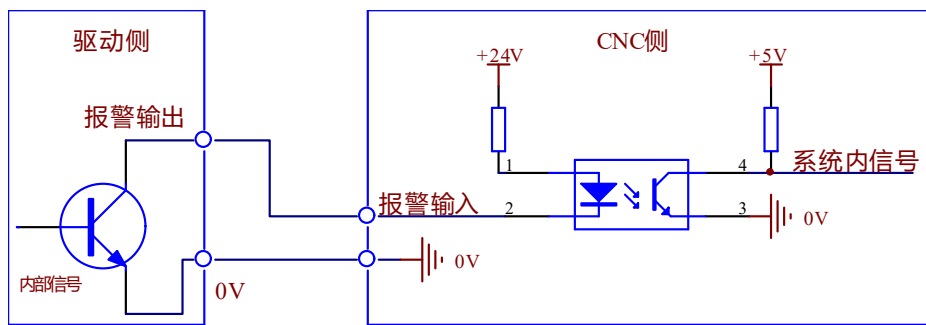 驱动侧
CNC侧
+24V
+5V
报警输出
1
4
系统内信号
报警输入
2
3
0V
内部信号
0V
0V